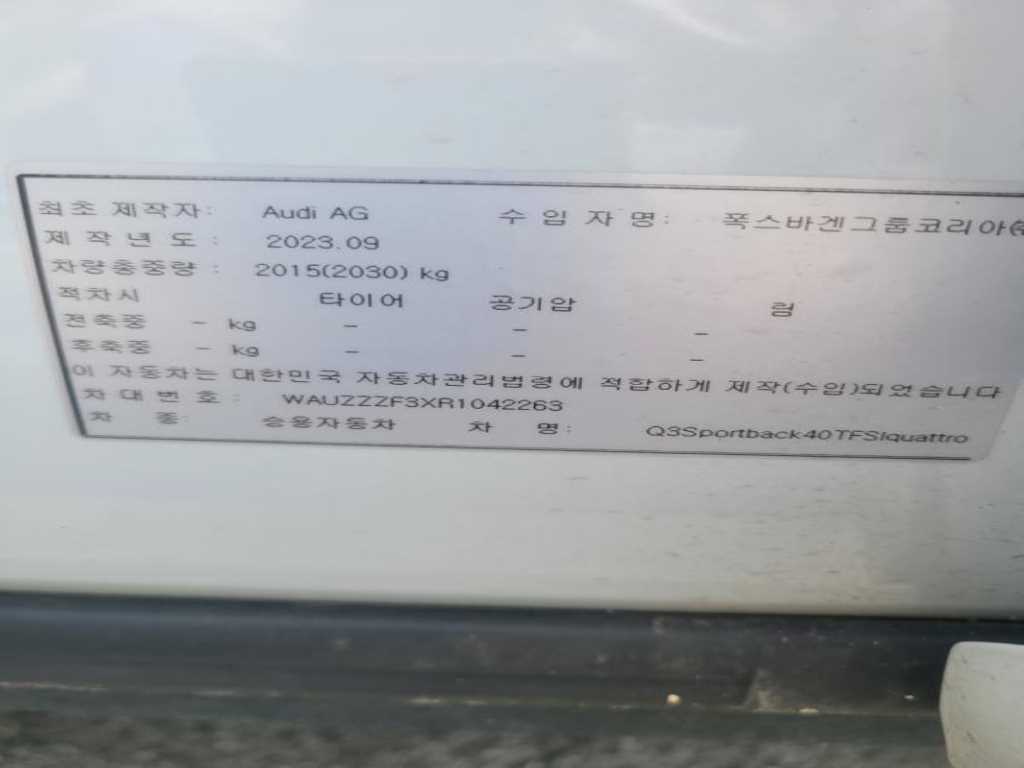 최초 제작자: Audi AG 수 입 자 명: 폭스바겐그룹코리아㈜
제 작 년 도 : 2023.09
차량총중량 : 2015(2030) kg
적차시 타이어 공기압 림
전축중 - kg - - -
후축중 - kg - - -
이 자동차는 대한민국 자동차관리법령에 적합하게 제작(수입)되었습니다
차 대 번 호 : WAUZZZF3XR1042263
차 종: 승용자동차 차 명: Q3Sportback40TFSIquattro